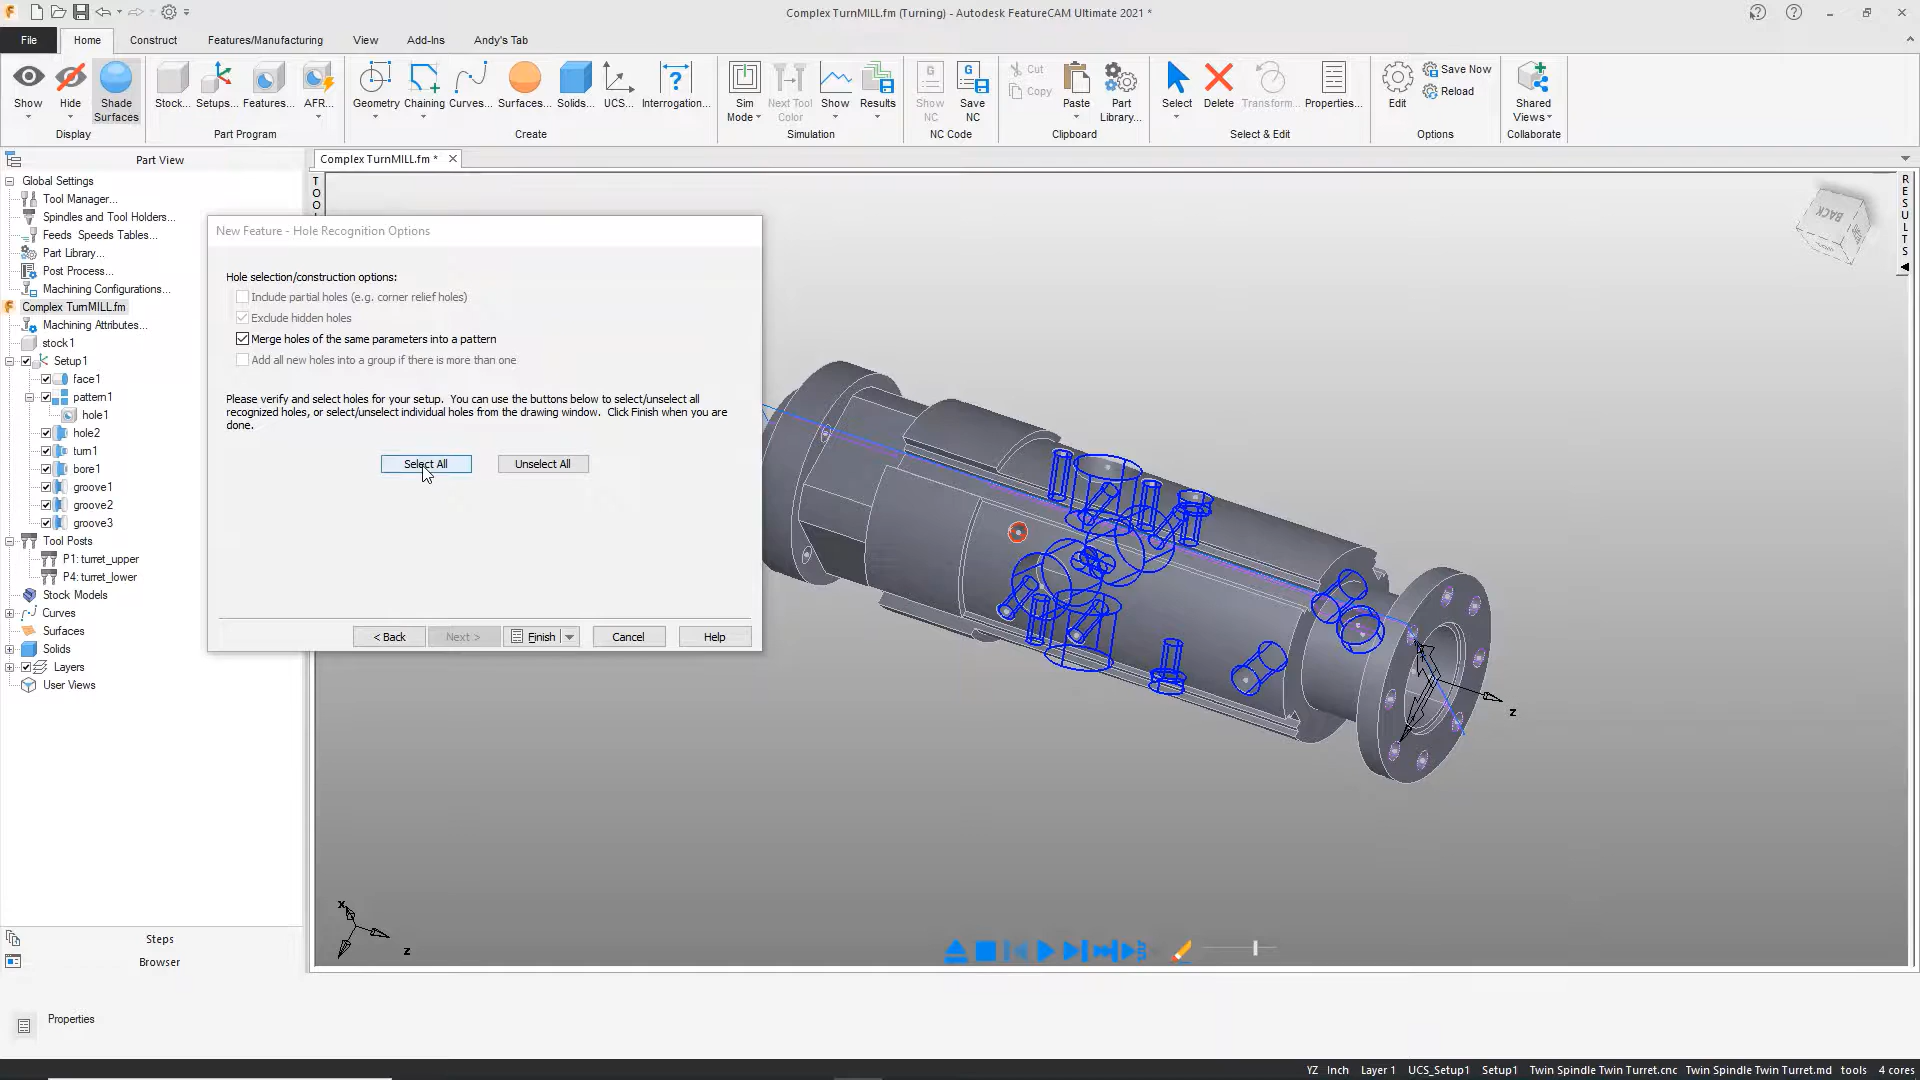 Complex TurnMILL.fm (Turning) - Autodesk FeatureCAM Ultimate 2021 *
File
Home
Construct
Features/Manufacturing
View
Add-Ins
Andy's Tab
Show
Hide
Shade Surfaces
Display
Stock...
Setups...
Features...
AFR...
Part Program
Geometry
Chaining
Curves...
Surfaces...
Solids...
UCS...
Interrogation...
Create
Sim Mode
Next Tool Color
Show
Results
Simulation
Show NC
Save NC
NC Code
Cut
Copy
Paste
Part Library...
Clipboard
Select
Delete
Transform...
Properties...
Select & Edit
Edit
Save Now
Reload
Options
Shared Views
Collaborate
Part View
Complex TurnMILL.fm *
Global Settings
Tool Manager...
Spindles and Tool Holders...
Feeds Speeds Tables...
Part Library...
Post Process...
Machining Configurations...
Complex TurnMILL.fm
Machining Attributes...
stock1
Setup1
face1
pattern1
hole1
hole2
turn1
bore1
groove1
groove2
groove3
Tool Posts
P1: turret_upper
P4: turret_lower
Stock Models
Curves
Surfaces
Solids
Layers
User Views
Steps
Browser
TOOL
RESULTS
New Feature - Hole Recognition Options
Hole selection/construction options:
Include partial holes (e.g. corner relief holes)
Exclude hidden holes
Merge holes of the same parameters into a pattern
Add all new holes into a group if there is more than one
Please verify and select holes for your setup. You can use the buttons below to select/unselect all
recognized holes, or select/unselect individual holes from the drawing window. Click Finish when you are
done.
Select All
Unselect All
< Back
Next >
Finish
Cancel
Help
BACK
Z
X
Z
Properties
YZ Inch Layer 1 UCS_Setup1 Setup1 Twin Spindle Twin Turret.cnc Twin Spindle Twin Turret.md tools 4 cores